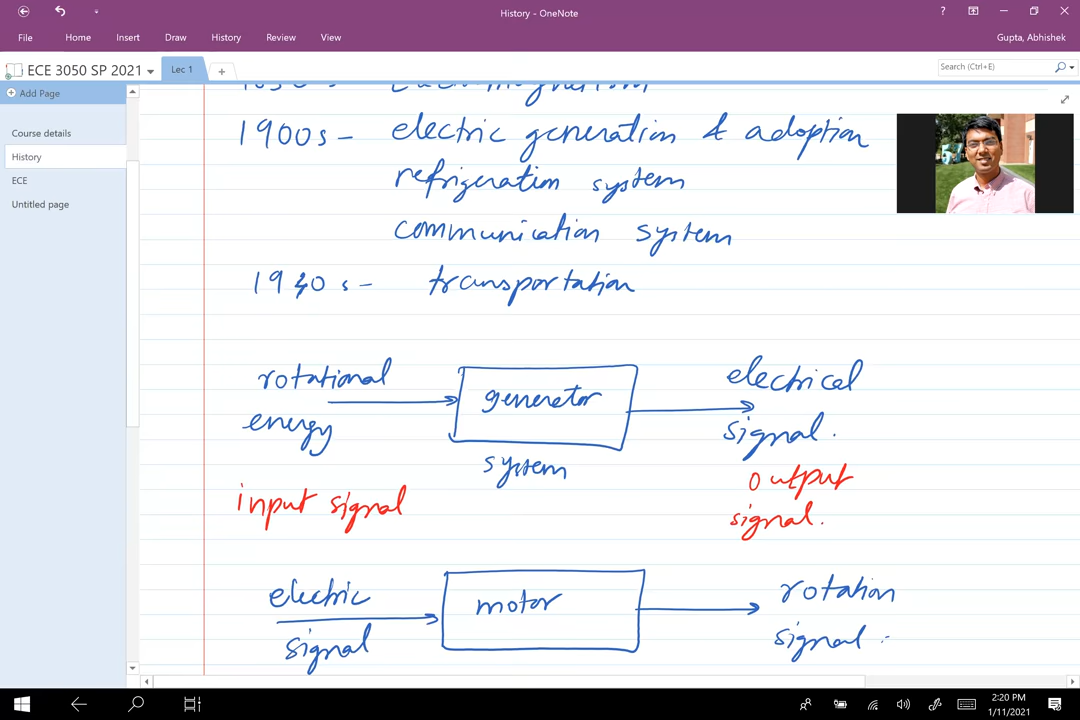 History - OneNote
?
File Home Insert Draw History Review View
Gupta, Abhishek
ECE 3050 SP 2021
Lec 1
+
Search (Ctrl+E)
Add Page
Course details
History
ECE
Untitled page
1900s - electric generation & adoption
refrigeration system
communication system
1940s - transportation
rotational
energy
generator
system
electrical
signal.
input signal
output
signal.
electric
signal
motor
rotation
signal
2:20 PM
1/11/2021